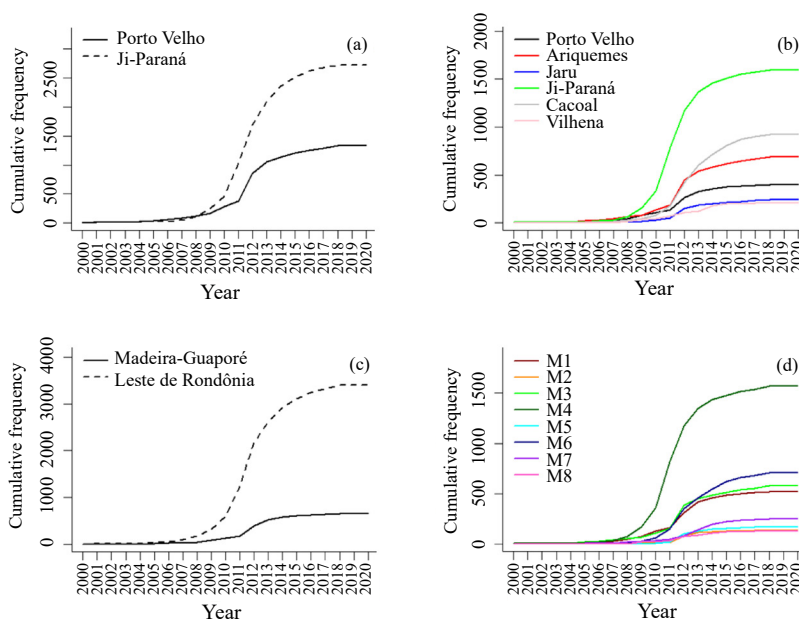 Porto Velho
Ji-Paraná
(a)
Cumulative frequency
2500
1500
500
0
2000 2001 2002 2003 2004 2005 2006 2007 2008 2009 2010 2011 2012 2013 2014 2015 2016 2017 2018 2019 2020
Year
Porto Velho
Ariquemes
Jaru
Ji-Paraná
Cacoal
Vilhena
(b)
Cumulative frequency
2000
1500
1000
500
0
2000 2001 2002 2003 2004 2005 2006 2007 2008 2009 2010 2011 2012 2013 2014 2015 2016 2017 2018 2019 2020
Year
Madeira-Guaporé
Leste de Rondônia
(c)
Cumulative frequency
4000
3000
2000
1000
0
2000 2001 2002 2003 2004 2005 2006 2007 2008 2009 2010 2011 2012 2013 2014 2015 2016 2017 2018 2019 2020
Year
M1
M2
M3
M4
M5
M6
M7
M8
(d)
Cumulative frequency
1500
1000
500
0
2000 2001 2002 2003 2004 2005 2006 2007 2008 2009 2010 2011 2012 2013 2014 2015 2016 2017 2018 2019 2020
Year